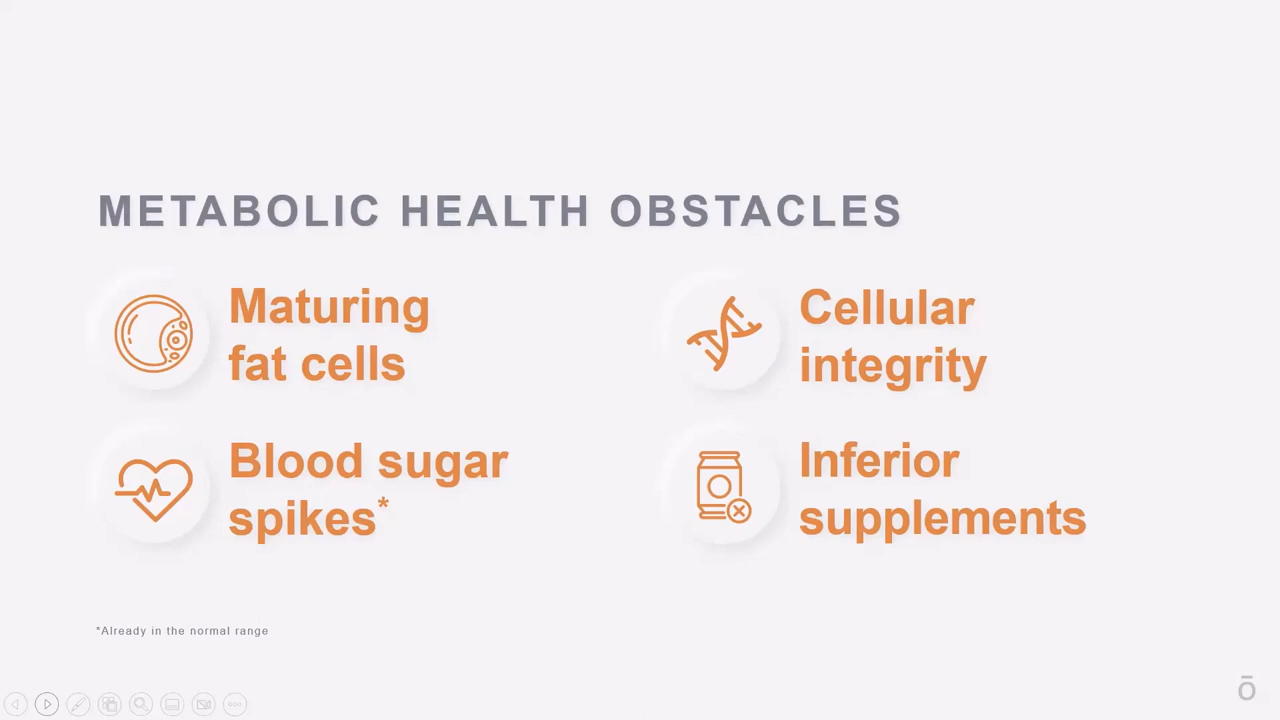 METABOLIC HEALTH OBSTACLES
Maturing
fat cells
Cellular
integrity
Blood sugar
spikes*
Inferior
supplements
*Already in the normal range
ō